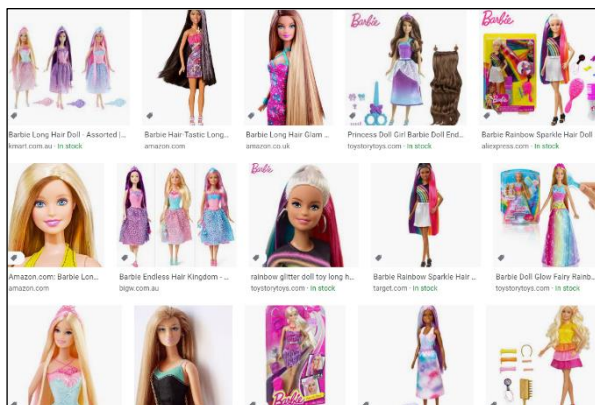 Barbie
Barbie
Barbie Long Hair Doll - Assorted |...
kmart.com.au - In stock
Barbie Hair-Tastic Long...
amazon.com
Barbie Long Hair Glam ...
amazon.co.uk
Princess Doll Girl Barbie Doll End...
toystorytoys.com - In stock
Barbie Rainbow Sparkle Hair Doll
aliexpress.com - In stock
Barbie
Amazon.com: Barbie Lon...
amazon.com
Barbie Endless Hair Kingdom - ...
bigw.com.au
rainbow glitter doll toy long h...
toystorytoys.com - In stock
Barbie Rainbow Sparkle Hair ...
target.com - In stock
Barbie Doll Glow Fairy Rainb...
toystorytoys.com - In stock
Barbie